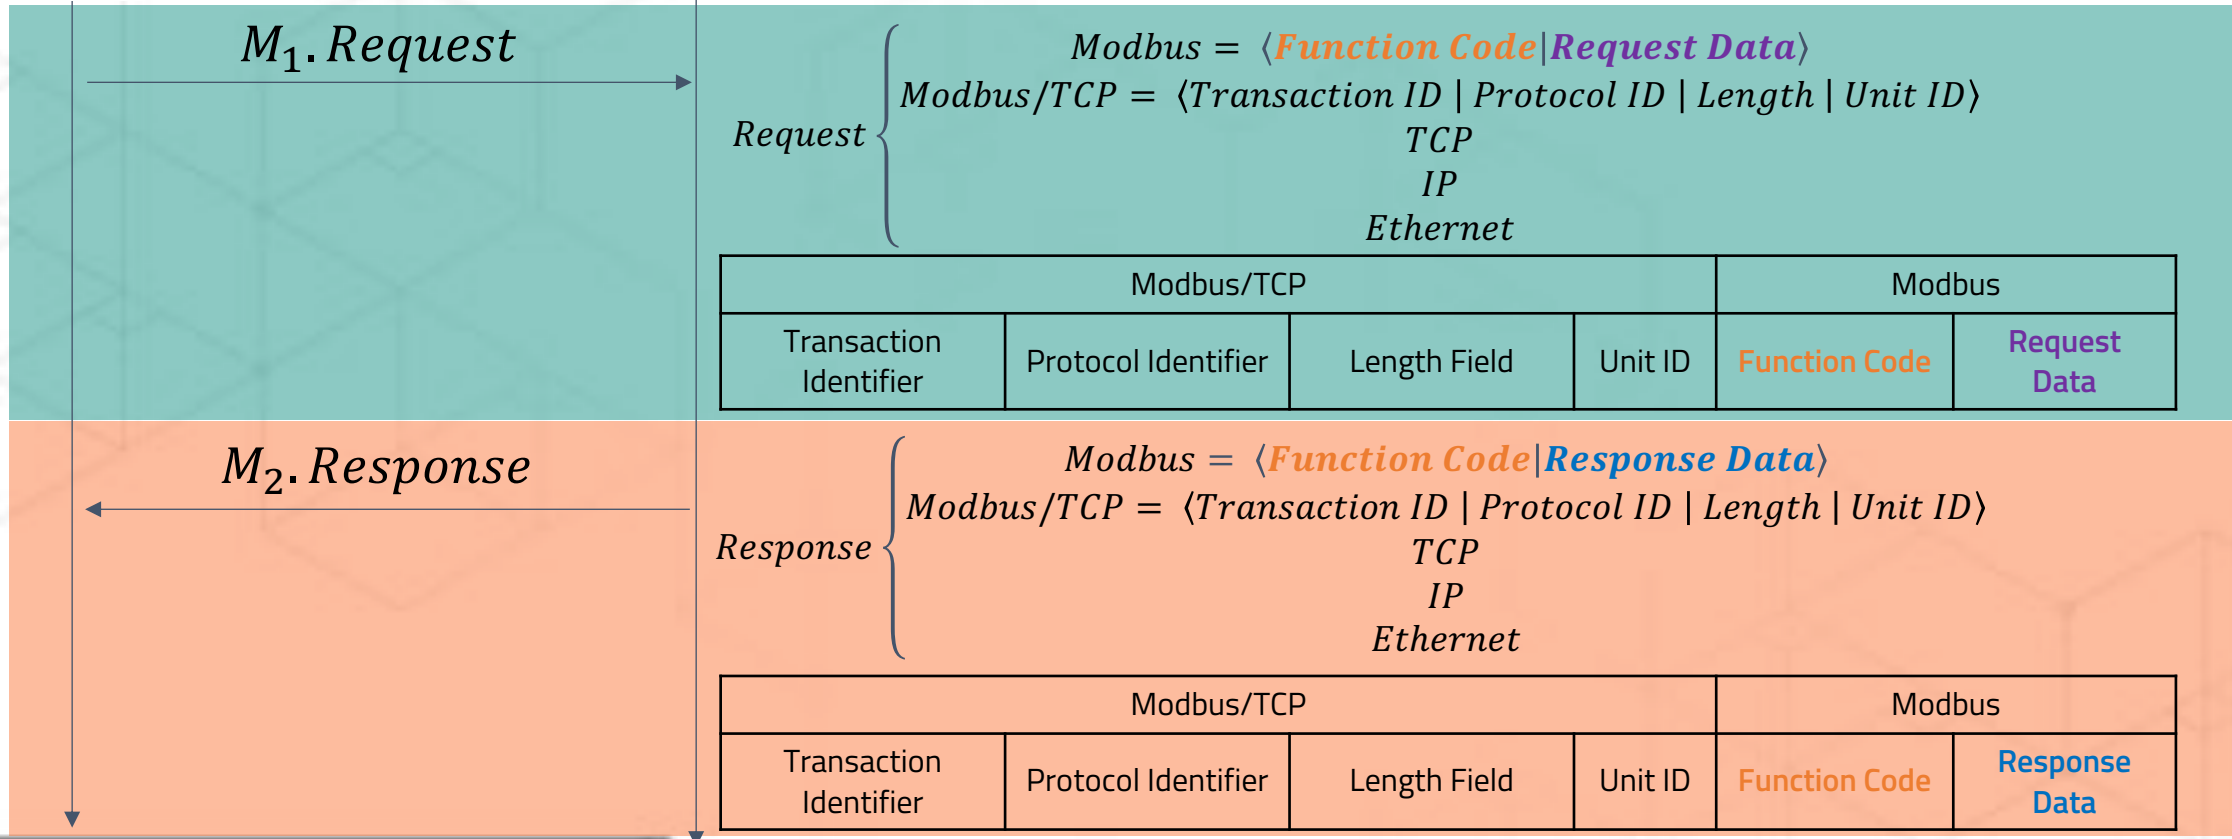 M₁. Request
Modbus = ⟨Function Code|Request Data⟩
Modbus/TCP = ⟨Transaction ID | Protocol ID | Length | Unit ID⟩
Request
TCP
IP
Ethernet
Modbus/TCP Modbus
Transaction Identifier Protocol Identifier Length Field Unit ID Function Code Request Data
M₂. Response
Modbus = ⟨Function Code|Response Data⟩
Modbus/TCP = ⟨Transaction ID | Protocol ID | Length | Unit ID⟩
Response
TCP
IP
Ethernet
Modbus/TCP Modbus
Transaction Identifier Protocol Identifier Length Field Unit ID Function Code Response Data